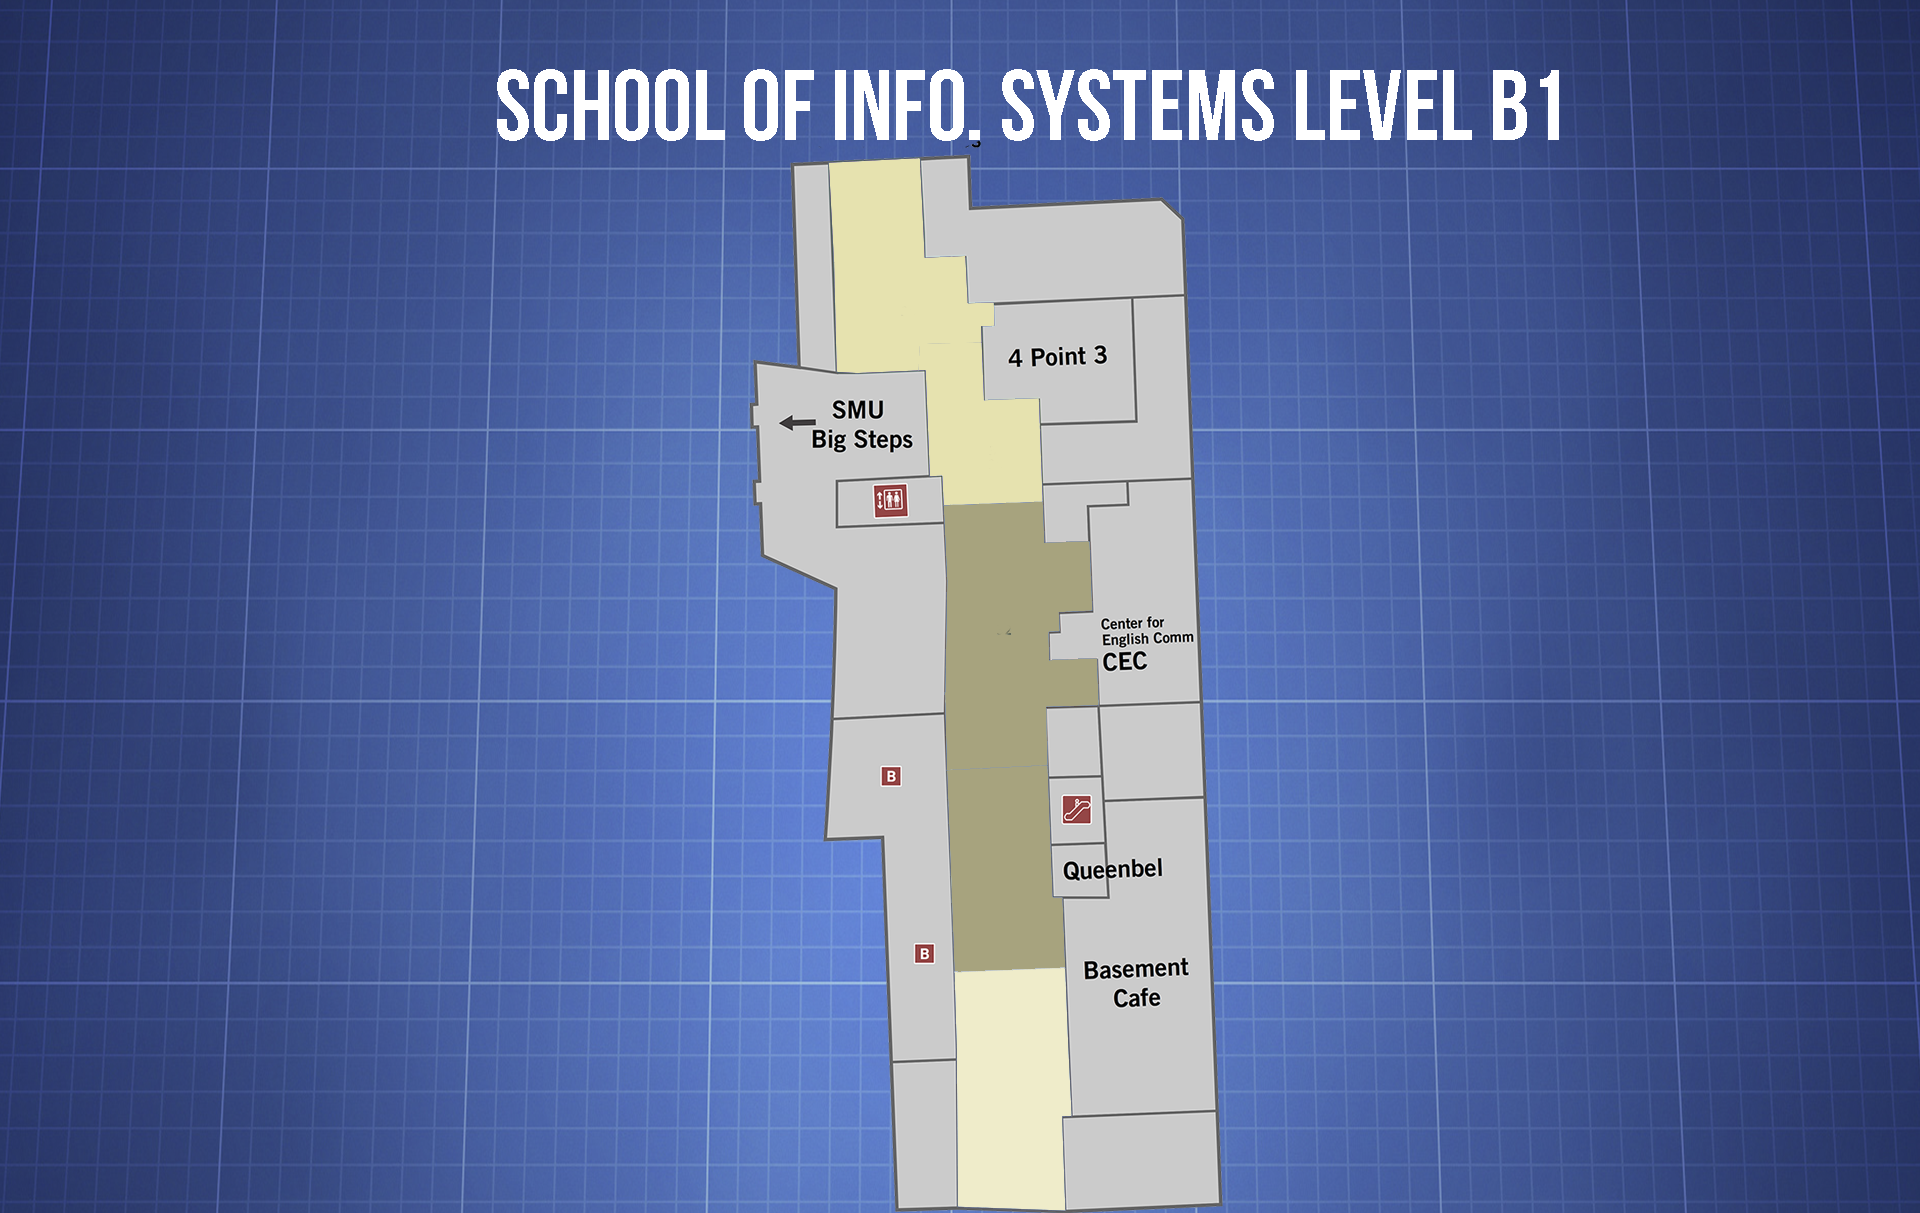 SCHOOL OF INFO. SYSTEMS LEVEL B1
4 Point 3
SMU
Big Steps
Center for
English Comm
CEC
B
Queenbel
B
Basement
Cafe